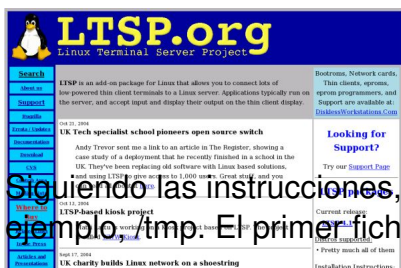 LTSP.org
Linux Terminal Server Project
Search
About us
Support
Bugzilla
Errata / Updates
Documentation
Download
CVS
Where to
Articles and
Presentations
LTSP is an add-on package for Linux that allows you to connect lots of
low-powered thin client terminals to a Linux server. Applications typically run on
the server, and accept input and display their output on the thin client display.
Oct 21, 2004
UK Tech specialist school pioneers open source switch
Andy Trevor sent me a link to an article in The Register, showing a
case study of a deployment that he recently finished in a school in the
UK. They've been replacing old software with Linux based solutions,
and using LTSP to give access to 1,000 users. Great stuff, and you
Oct 12, 2004
LTSP-based kiosk project
Sept 17, 2004
UK charity builds Linux network on a shoestring
Bootroms, Network cards,
Thin clients, eproms,
eprom programmers, and
Support are available at:
DisklessWorkstations.Com
Looking for
Support?
Try our Support Page
LTSP packages
Current release:
Distros supported:
• Pretty much all of them
Installation Instructions
Siguiendo las instrucciones,
ejemplo, /tmp. El primer fich